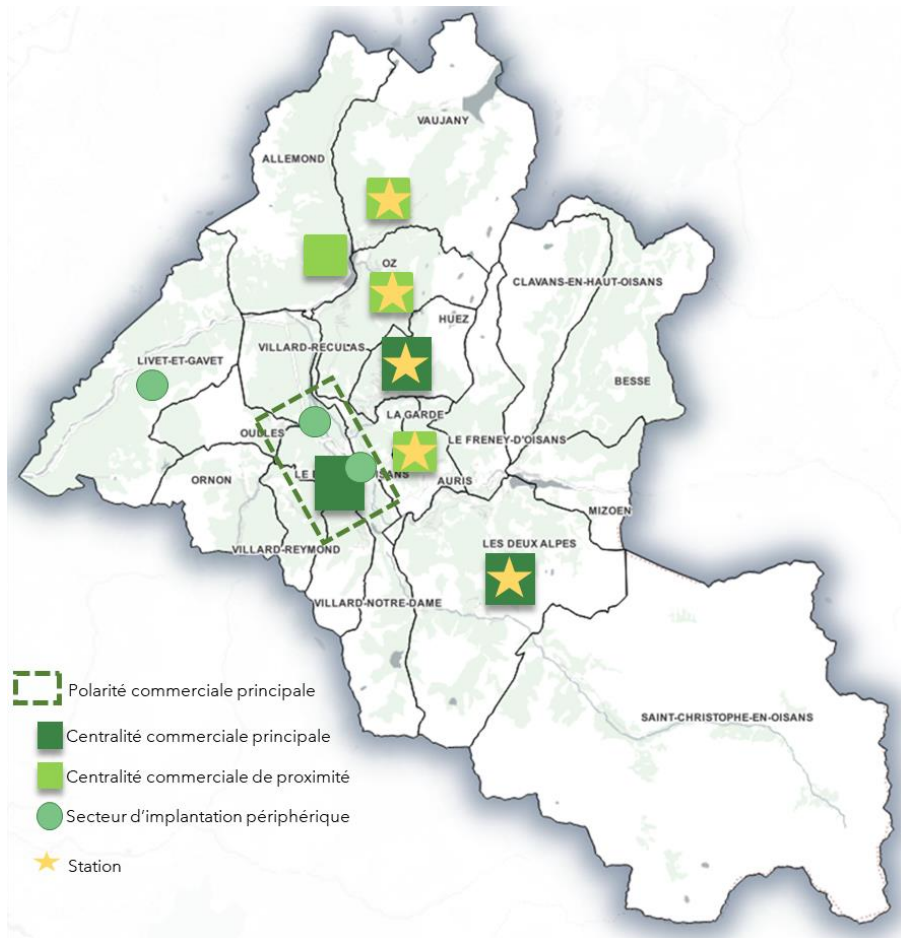 VAUJANY
ALLEMOND
OZ
CLAVANS-EN-HAUT-OISANS
HUEZ
VILLARD-RECULAS
LIVET-ET-GAVET
BESSE
LA GARDE
OULLES
LE FRENEY-D'OISANS
LE B ISANS
ORNON
AURIS
MIZOEN
LES DEUX ALPES
VILLARD-REYMOND
VILLARD-NOTRE-DAME
Polarité commerciale principale
SAINT-CHRISTOPHE-EN-OISANS
Centralité commerciale principale
Centralité commerciale de proximité
Secteur d'implantation périphérique
Station